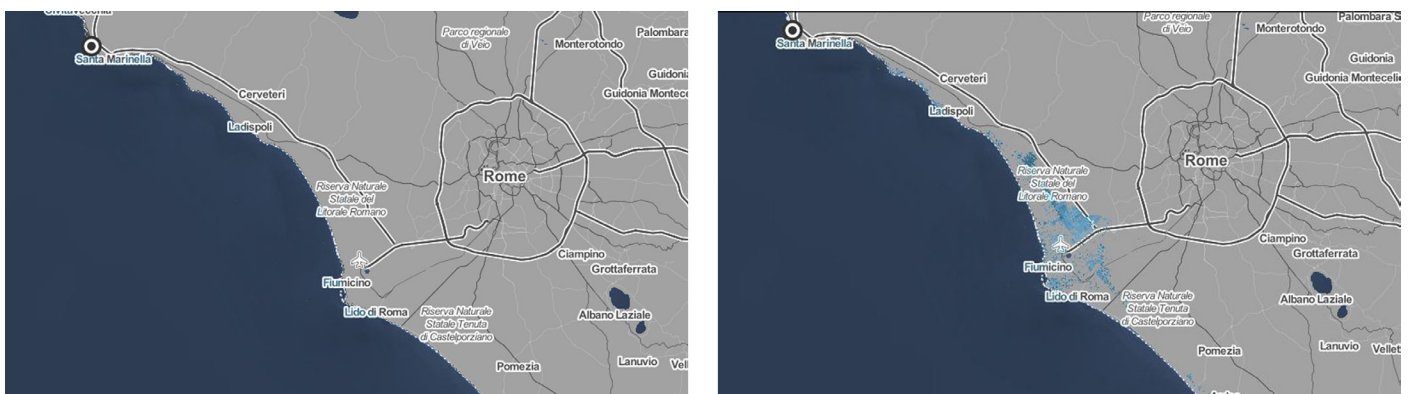 Civitavecchia
Santa Marinella
Parco regionale
di Veio
Monterotondo
Palombara
Guidonia
Guidonia Montece
Cerveteri
Ladispoli
Riserva Naturale
Statale del
Litorale Romano
Rome
Fiumicino
Ciampino
Grottaferrata
Lido di Roma
Riserva Naturale
Statale Tenuta
di Castelporziano
Albano Laziale
Pomezia
Lanuvio
Vell
Parco regionale
di Veio
Palombara S
Monterotondo
Santa Marinella
Guidonia
Guidonia Monteceli
Cerveteri
Ladispoli
Riserva Naturale
Statale del
Litorale Romano
Rome
Fiumicino
Ciampino
Grottaferrata
Lido di Roma
Riserva Naturale
Statale Tenuta
di Castelporziano
Albano Laziale
Pomezia
Lanuvio
Vellet